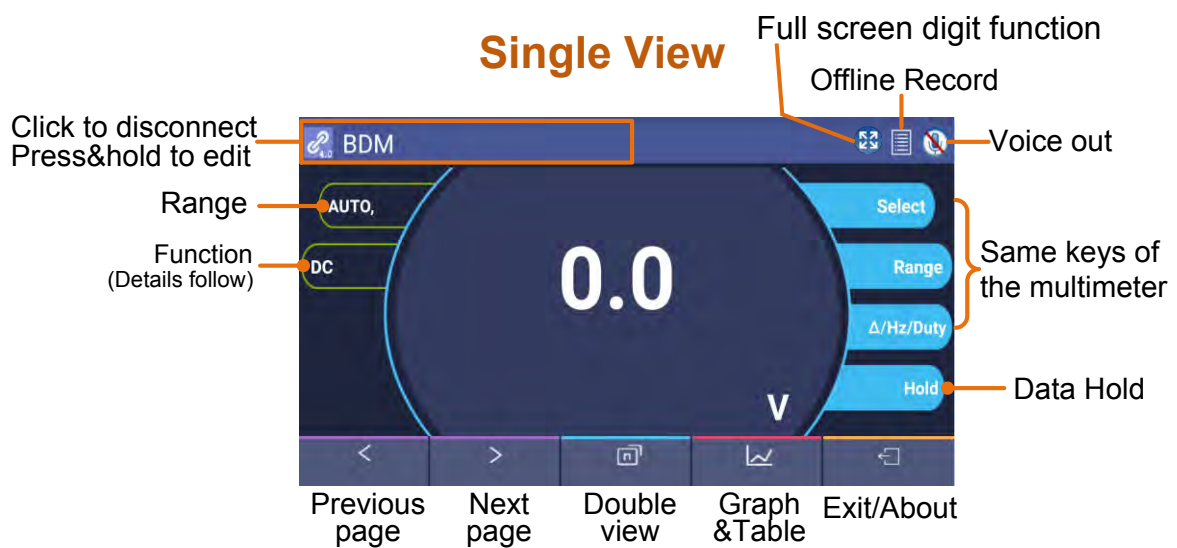 Single View
Full screen digit function
Offline Record
Voice out
Click to disconnect
Press&hold to edit
4.0
BDM
Range
AUTO,
Function
(Details follow)
DC
0.0
V
Select
Range
Δ/Hz/Duty
Hold
Same keys of
the multimeter
Data Hold
<
>
n
Previous
page
Next
page
Double
view
Graph
&Table
Exit/About